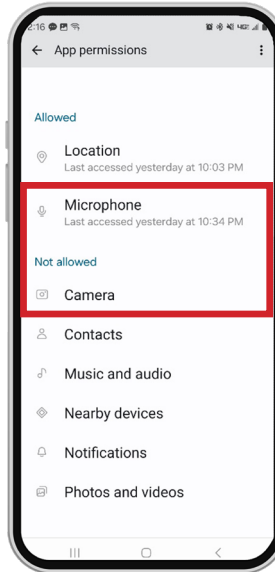 2:16
App permissions
Allowed
Location
Last accessed yesterday at 10:03 PM
Microphone
Last accessed yesterday at 10:34 PM
Not allowed
Camera
Contacts
Music and audio
Nearby devices
Notifications
Photos and videos